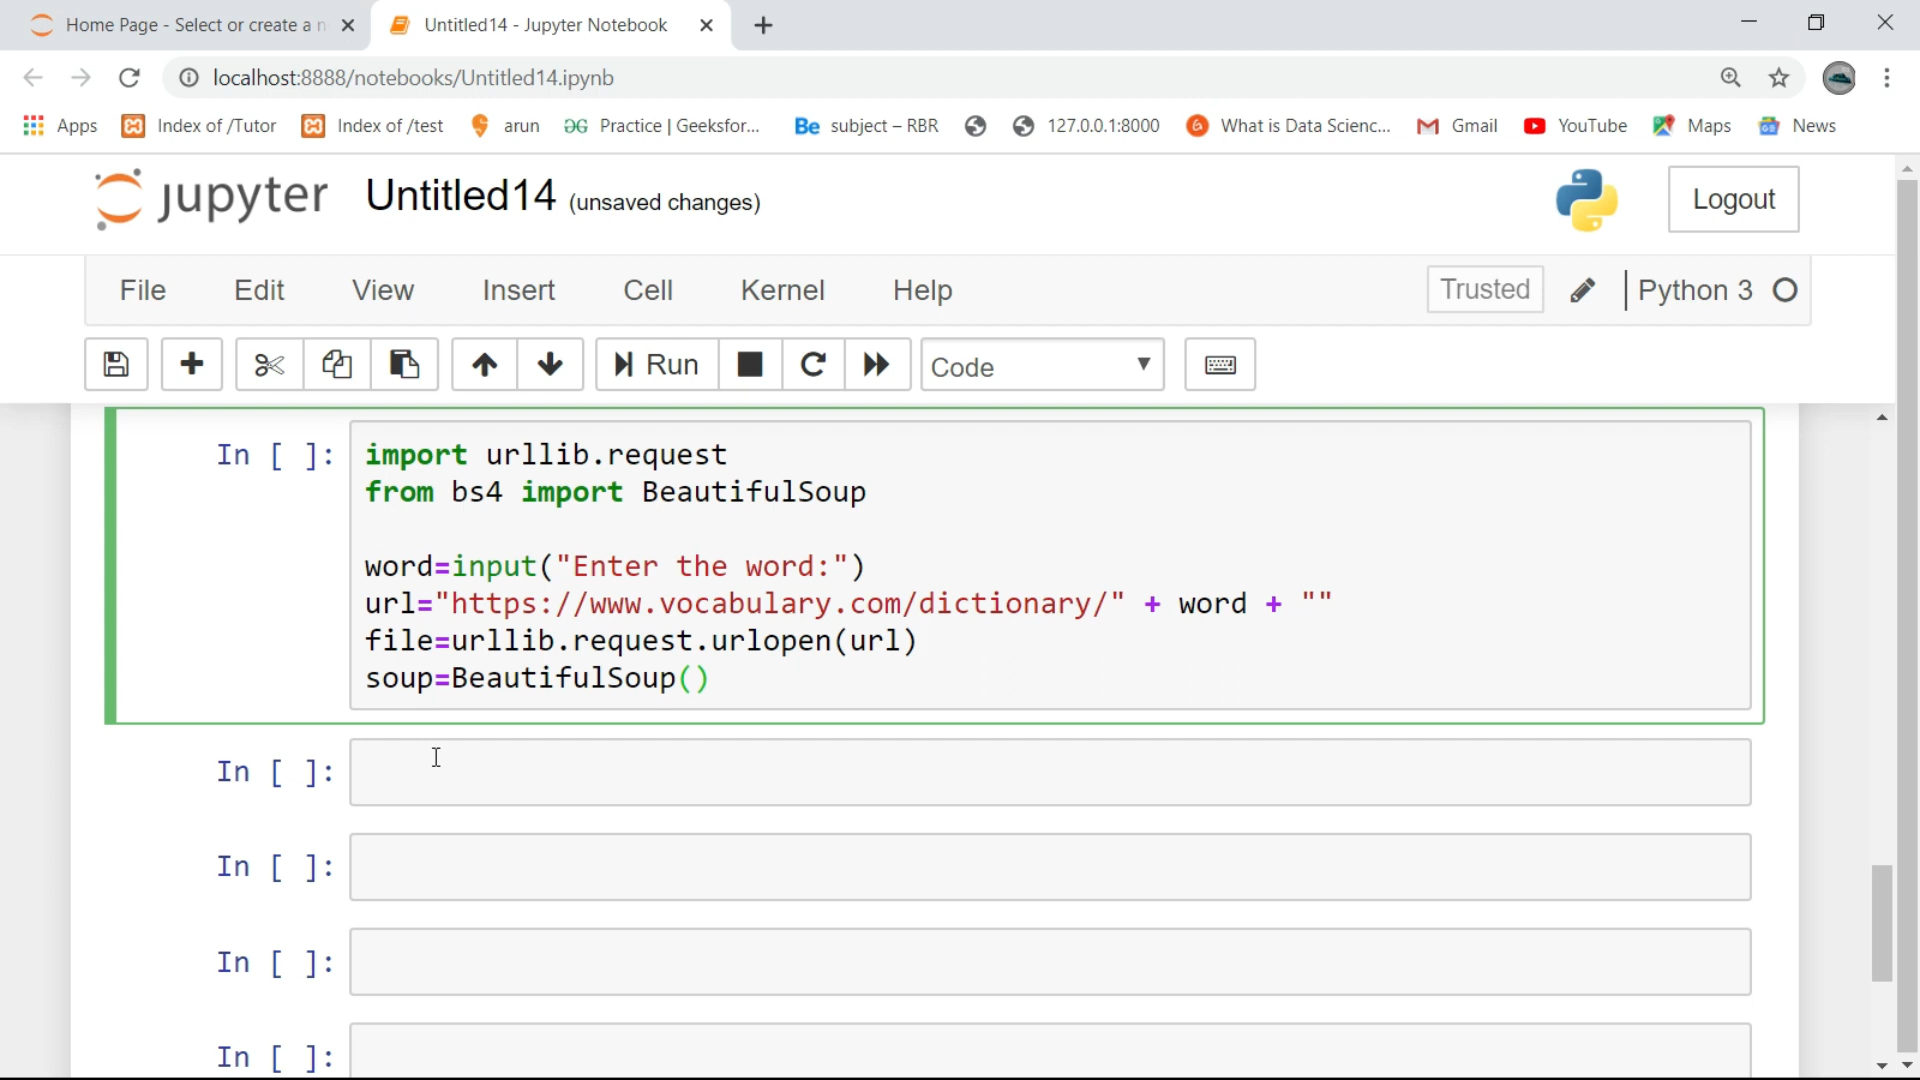 Home Page - Select or create a n
Untitled14 - Jupyter Notebook
localhost:8888/notebooks/Untitled14.ipynb
Apps Index of /Tutor Index of /test arun ƏG Practice | Geeksfor... Be subject – RBR 127.0.0.1:8000 What is Data Scienc... Gmail YouTube Maps News
jupyter Untitled14 (unsaved changes) Logout
File Edit View Insert Cell Kernel Help Trusted Python 3
Run Code
In [ ]: import urllib.request
from bs4 import BeautifulSoup
word=input("Enter the word:")
url="https://www.vocabulary.com/dictionary/" + word + ""
file=urllib.request.urlopen(url)
soup=BeautifulSoup()
In [ ]:
In [ ]:
In [ ]:
In [ ]: